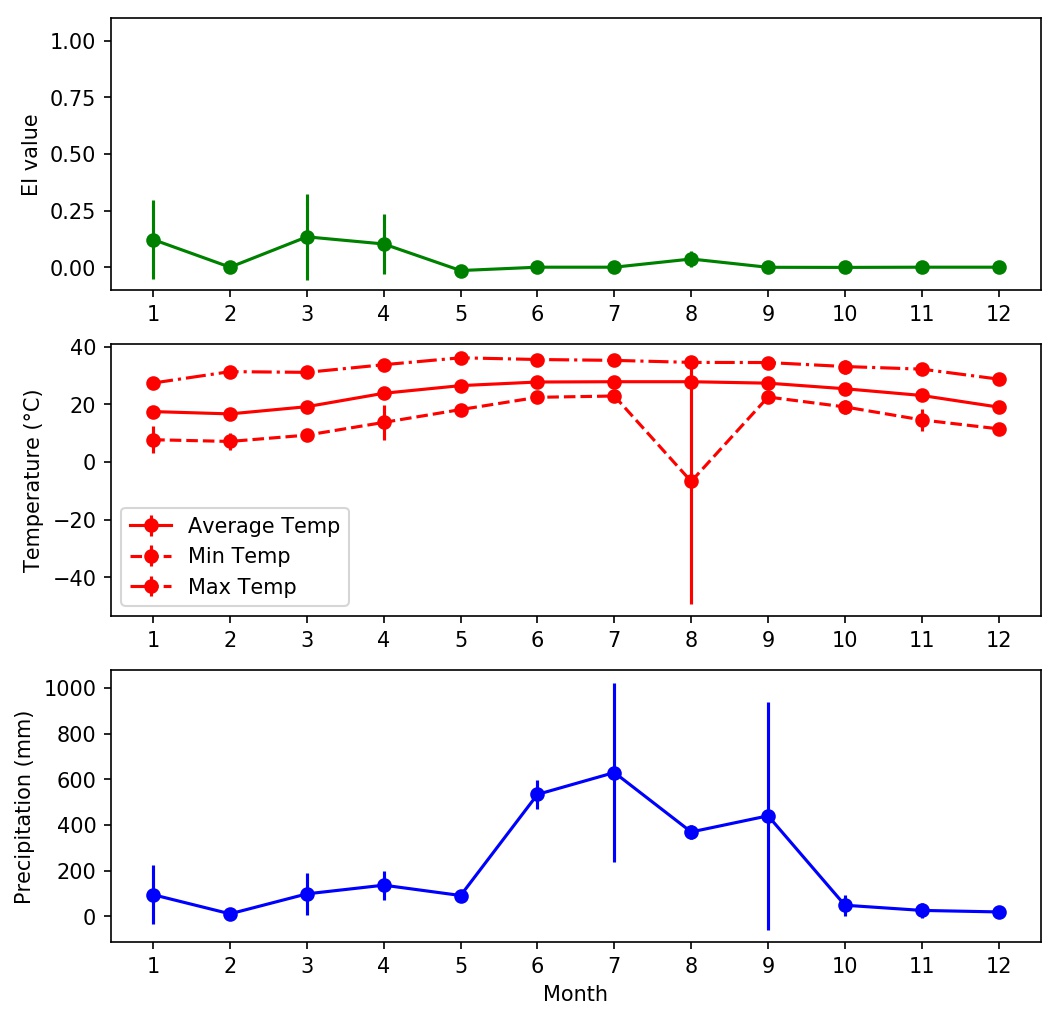 1.00
0.75
0.50
0.25
0.00
EI value
1 2 3 4 5 6 7 8 9 10 11 12
40
20
0
−20
−40
Temperature (°C)
Average Temp
Min Temp
Max Temp
1 2 3 4 5 6 7 8 9 10 11 12
1000
800
600
400
200
0
Precipitation (mm)
1 2 3 4 5 6 7 8 9 10 11 12
Month